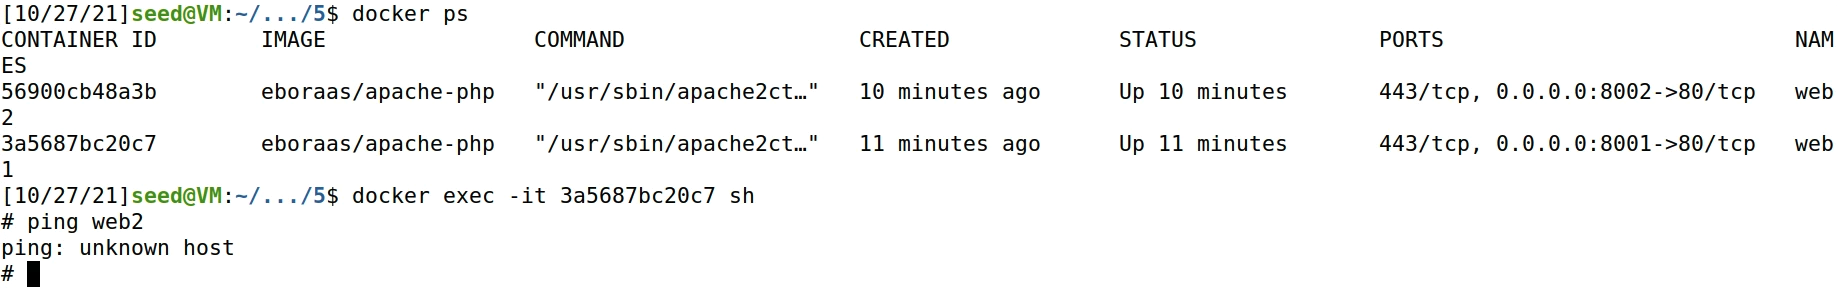 [10/27/21]seed@VM:~/.../5$ docker ps
CONTAINER ID        IMAGE                COMMAND                  CREATED             STATUS              PORTS                           NAM
ES
56900cb48a3b        eboraas/apache-php   "/usr/sbin/apache2ct…"   10 minutes ago      Up 10 minutes       443/tcp, 0.0.0.0:8002->80/tcp   web
2
3a5687bc20c7        eboraas/apache-php   "/usr/sbin/apache2ct…"   11 minutes ago      Up 11 minutes       443/tcp, 0.0.0.0:8001->80/tcp   web
1
[10/27/21]seed@VM:~/.../5$ docker exec -it 3a5687bc20c7 sh
# ping web2
ping: unknown host
#